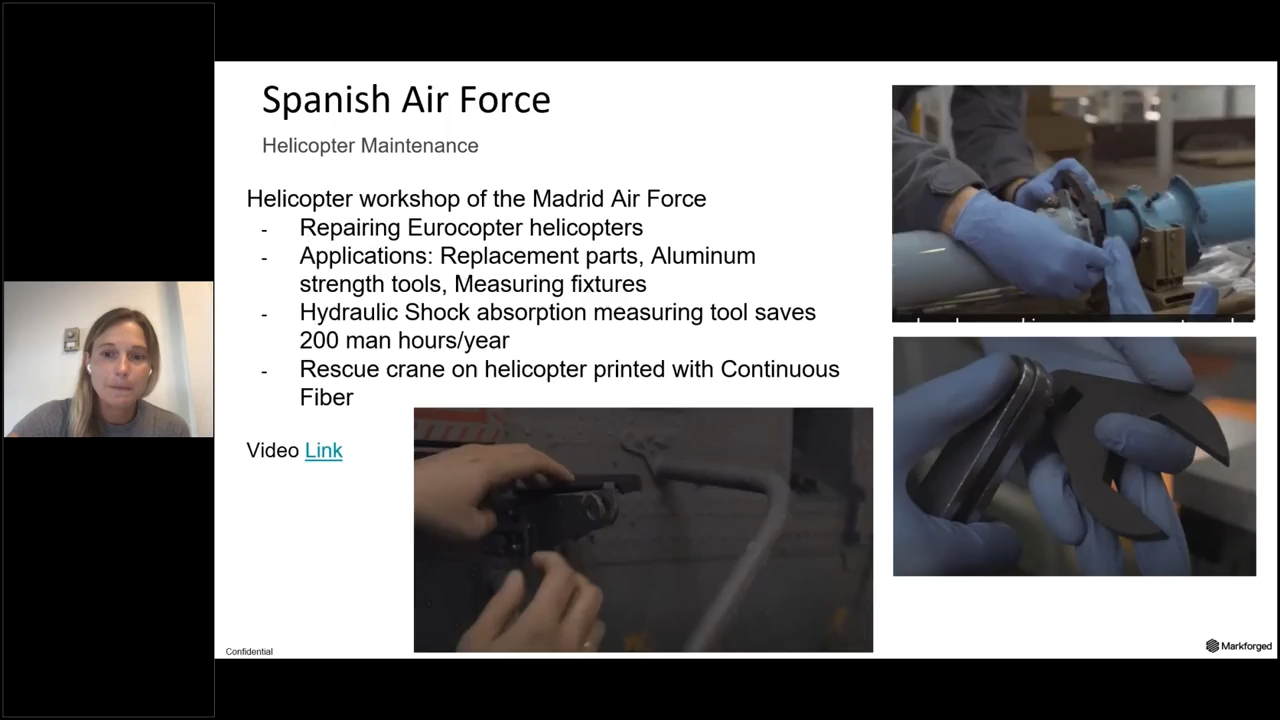 Spanish Air Force
Helicopter Maintenance
Helicopter workshop of the Madrid Air Force
- Repairing Eurocopter helicopters
- Applications: Replacement parts, Aluminum
strength tools, Measuring fixtures
- Hydraulic Shock absorption measuring tool saves
200 man hours/year
- Rescue crane on helicopter printed with Continuous
Fiber
Video Link
Confidential
Markforged